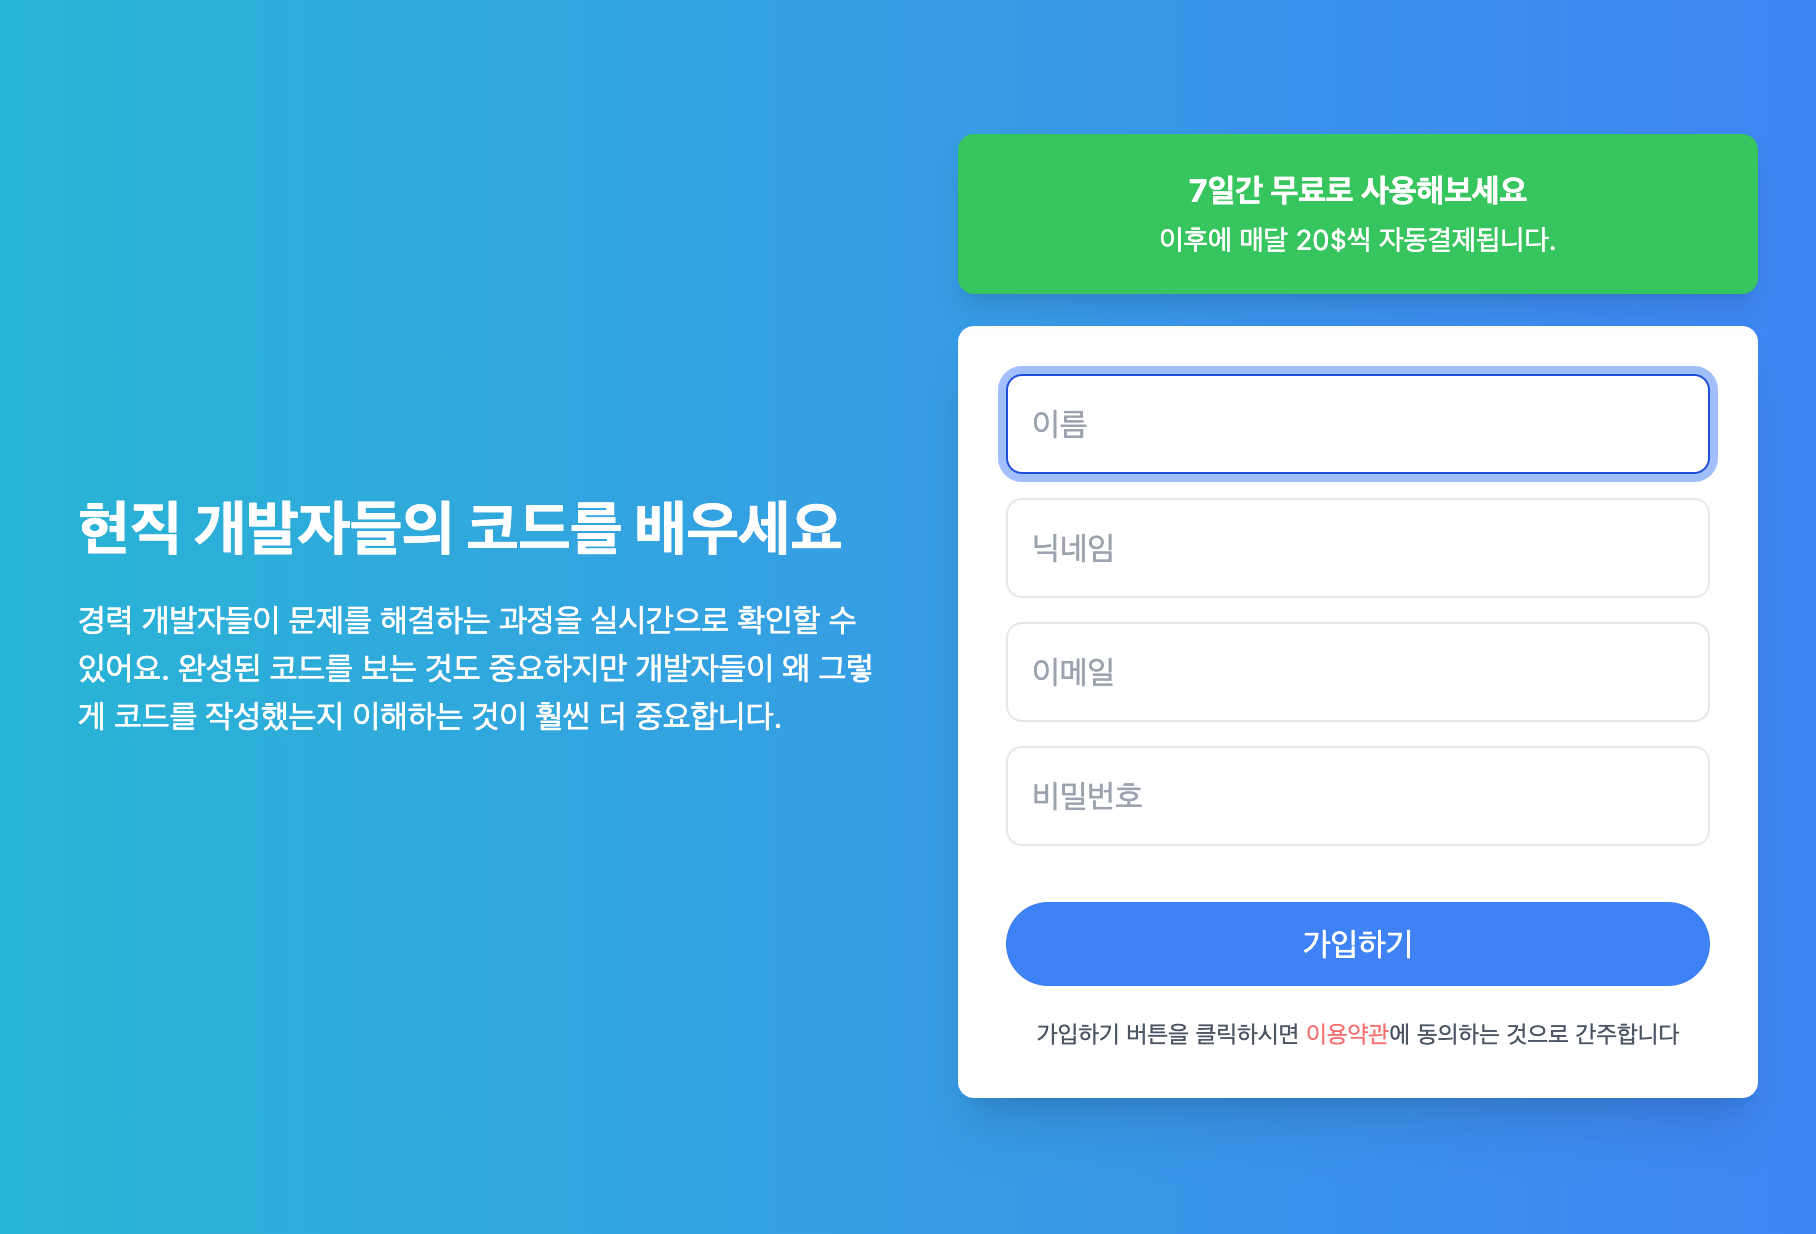 현직 개발자들의 코드를 배우세요
경력 개발자들이 문제를 해결하는 과정을 실시간으로 확인할 수
있어요. 완성된 코드를 보는 것도 중요하지만 개발자들이 왜 그렇
게 코드를 작성했는지 이해하는 것이 훨씬 더 중요합니다.
7일간 무료로 사용해보세요
이후에 매달 20$씩 자동결제됩니다.
이름
닉네임
이메일
비밀번호
가입하기
가입하기 버튼을 클릭하시면 이용약관에 동의하는 것으로 간주합니다